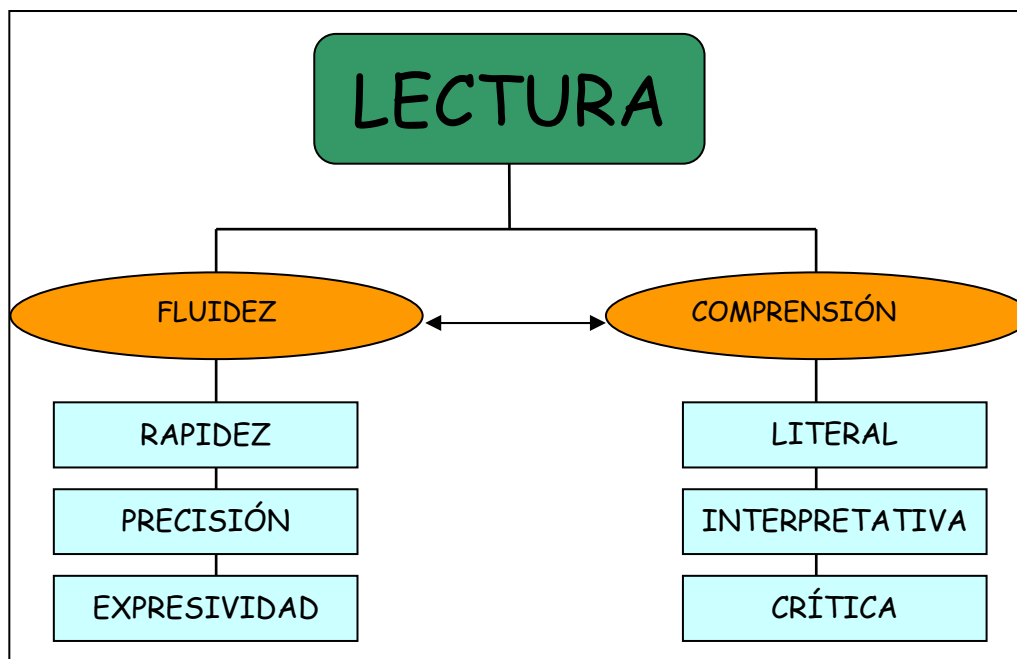 LECTURA
FLUIDEZ
COMPRENSIÓN
RAPIDEZ
LITERAL
PRECISIÓN
INTERPRETATIVA
EXPRESIVIDAD
CRÍTICA